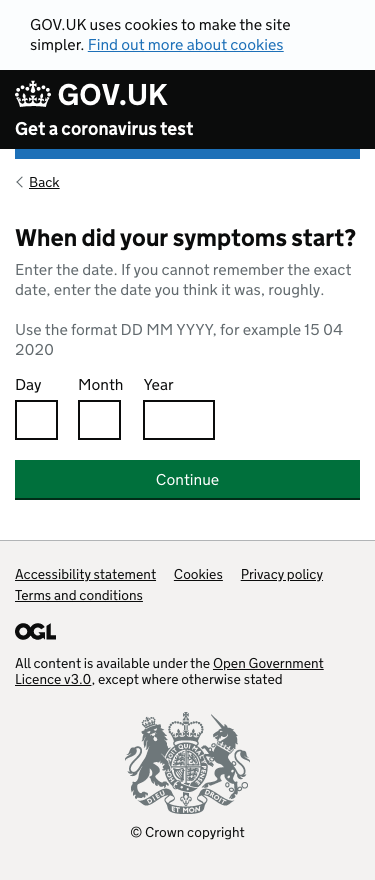 GOV.UK uses cookies to make the site
simpler. Find out more about cookies
GOV.UK
Get a coronavirus test
Back
When did your symptoms start?
Enter the date. If you cannot remember the exact
date, enter the date you think it was, roughly.
Use the format DD MM YYYY, for example 15 04
2020
Day Month Year
Continue
Accessibility statement Cookies Privacy policy
Terms and conditions
OGL
All content is available under the Open Government
Licence v3.0, except where otherwise stated
DIEU ET MON DROIT
© Crown copyright